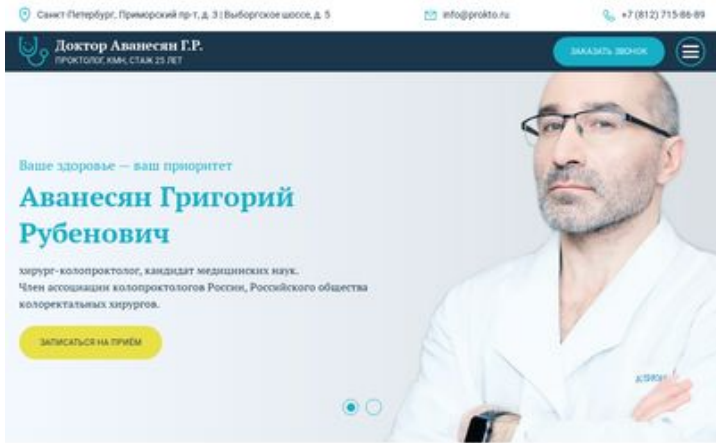 Санкт-Петербург, Приморский пр-т, д. 3 | Выборгское шоссе, д. 5
info@prokto.ru
+7 (812) 715-86-89
Доктор Аванесян Г.Р.
ПРОКТОЛОГ, КМН, СТАЖ 25 ЛЕТ
ЗАКАЗАТЬ ЗВОНОК
Ваше здоровье — ваш приоритет
Аванесян Григорий
Рубенович
хирург-колопроктолог, кандидат медицинских наук.
Член ассоциации колопроктологов России, Российского общества
колоректальных хирургов.
ЗАПИСАТЬСЯ НА ПРИЁМ